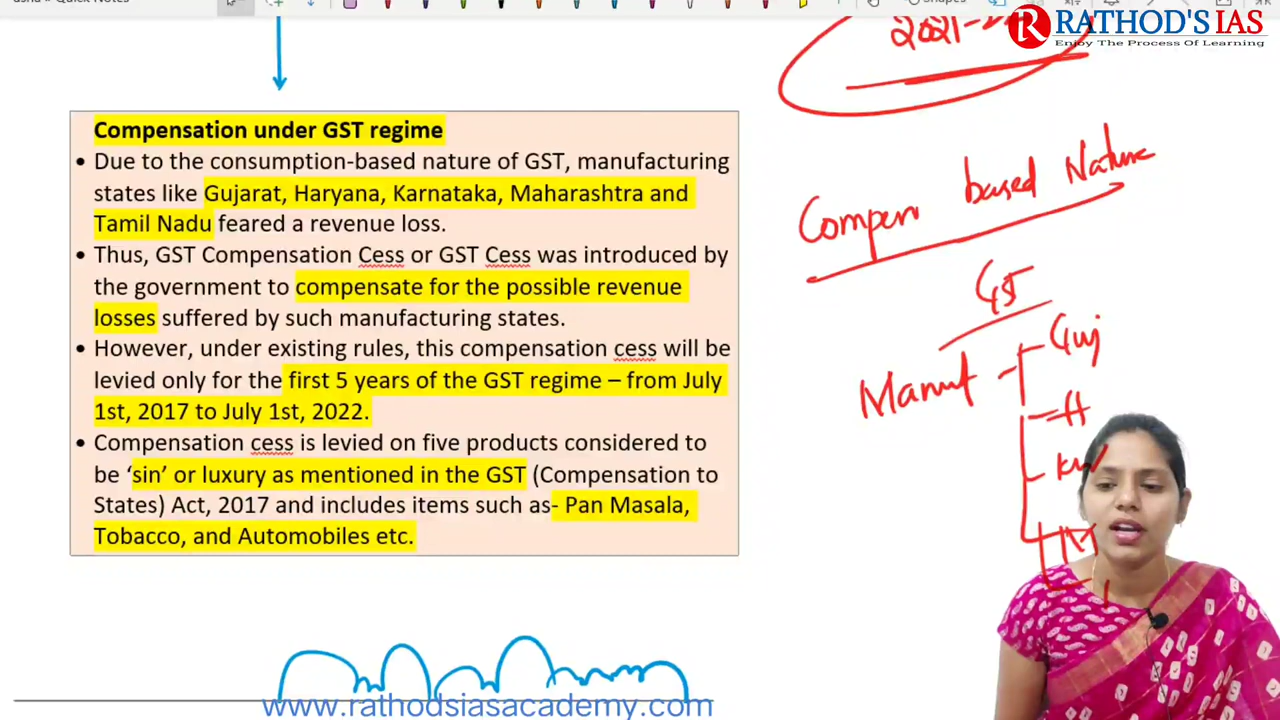 Quick Notes
Shapes
RATHOD'S IAS
Enjoy The Process Of Learning
Compensation under GST regime
• Due to the consumption-based nature of GST, manufacturing
states like Gujarat, Haryana, Karnataka, Maharashtra and
Tamil Nadu feared a revenue loss.
• Thus, GST Compensation Cess or GST Cess was introduced by
the government to compensate for the possible revenue
losses suffered by such manufacturing states.
• However, under existing rules, this compensation cess will be
levied only for the first 5 years of the GST regime – from July
1st, 2017 to July 1st, 2022.
• Compensation cess is levied on five products considered to
be ‘sin’ or luxury as mentioned in the GST (Compensation to
States) Act, 2017 and includes items such as- Pan Masala,
Tobacco, and Automobiles etc.
based Nature
GST
Manuf
Guj
H
www.rathodsiasacademy.com